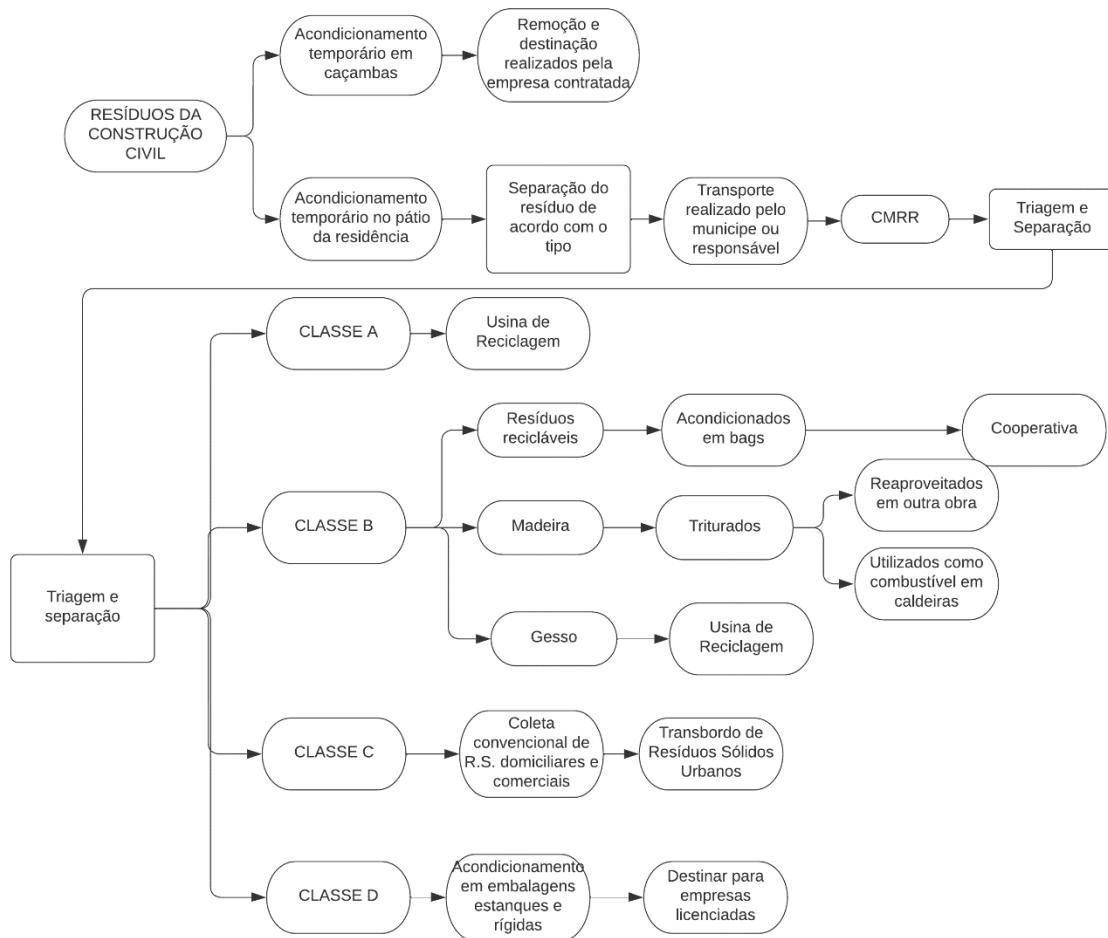 Acondicionamento
temporário em
caçambas
Remoção e
destinação
realizados pela
empresa contratada
RESÍDUOS DA
CONSTRUÇÃO
CIVIL
Acondicionamento
temporário no pátio
da residência
Separação do
resíduo de
acordo com o
tipo
Transporte
realizado pelo
municipe ou
responsável
CMRR
Triagem e
Separação
CLASSE A
Usina de
Reciclagem
Resíduos
recicláveis
Acondicionados
em bags
Cooperativa
CLASSE B
Madeira
Triturados
Reaproveitados
em outra obra
Utilizados como
combustível em
caldeiras
Triagem e
separação
Gesso
Usina de
Reciclagem
CLASSE C
Coleta
convencional de
R.S. domiciliares e
comerciais
Transbordo de
Resíduos Sólidos
Urbanos
CLASSE D
Acondicionamento
em embalagens
estanques e
rígidas
Destinar para
empresas
licenciadas